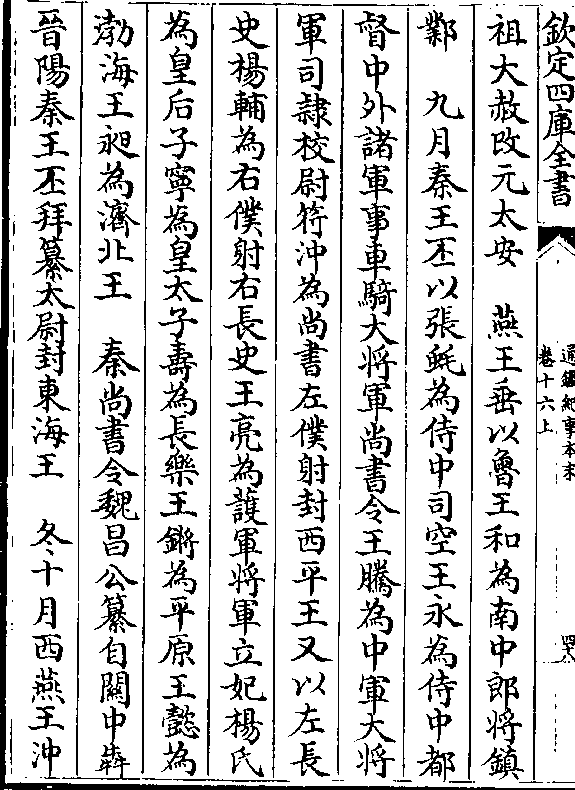 欽定四庫全書
通鑑紀事本末
卷十六上
祖大赦改元太安　燕王垂以魯王和為南中郎將鎮
鄴　九月秦王丕以張蚝為侍中司空王永為侍中都
督中外諸軍事車騎大將軍尚書令王騰為中軍大將
軍司隷校尉符沖為尚書左僕射封西平王又以左長
史楊輔為右僕射右長史王亮為護軍將軍立妃楊氏
為皇后子寧為皇太子壽為長樂王鏘為平原王懿為
渤海王昶為濟北王　秦尚書令魏昌公纂自關中犇
晉陽秦王丕拜纂太尉封東海王　冬十月西燕王沖